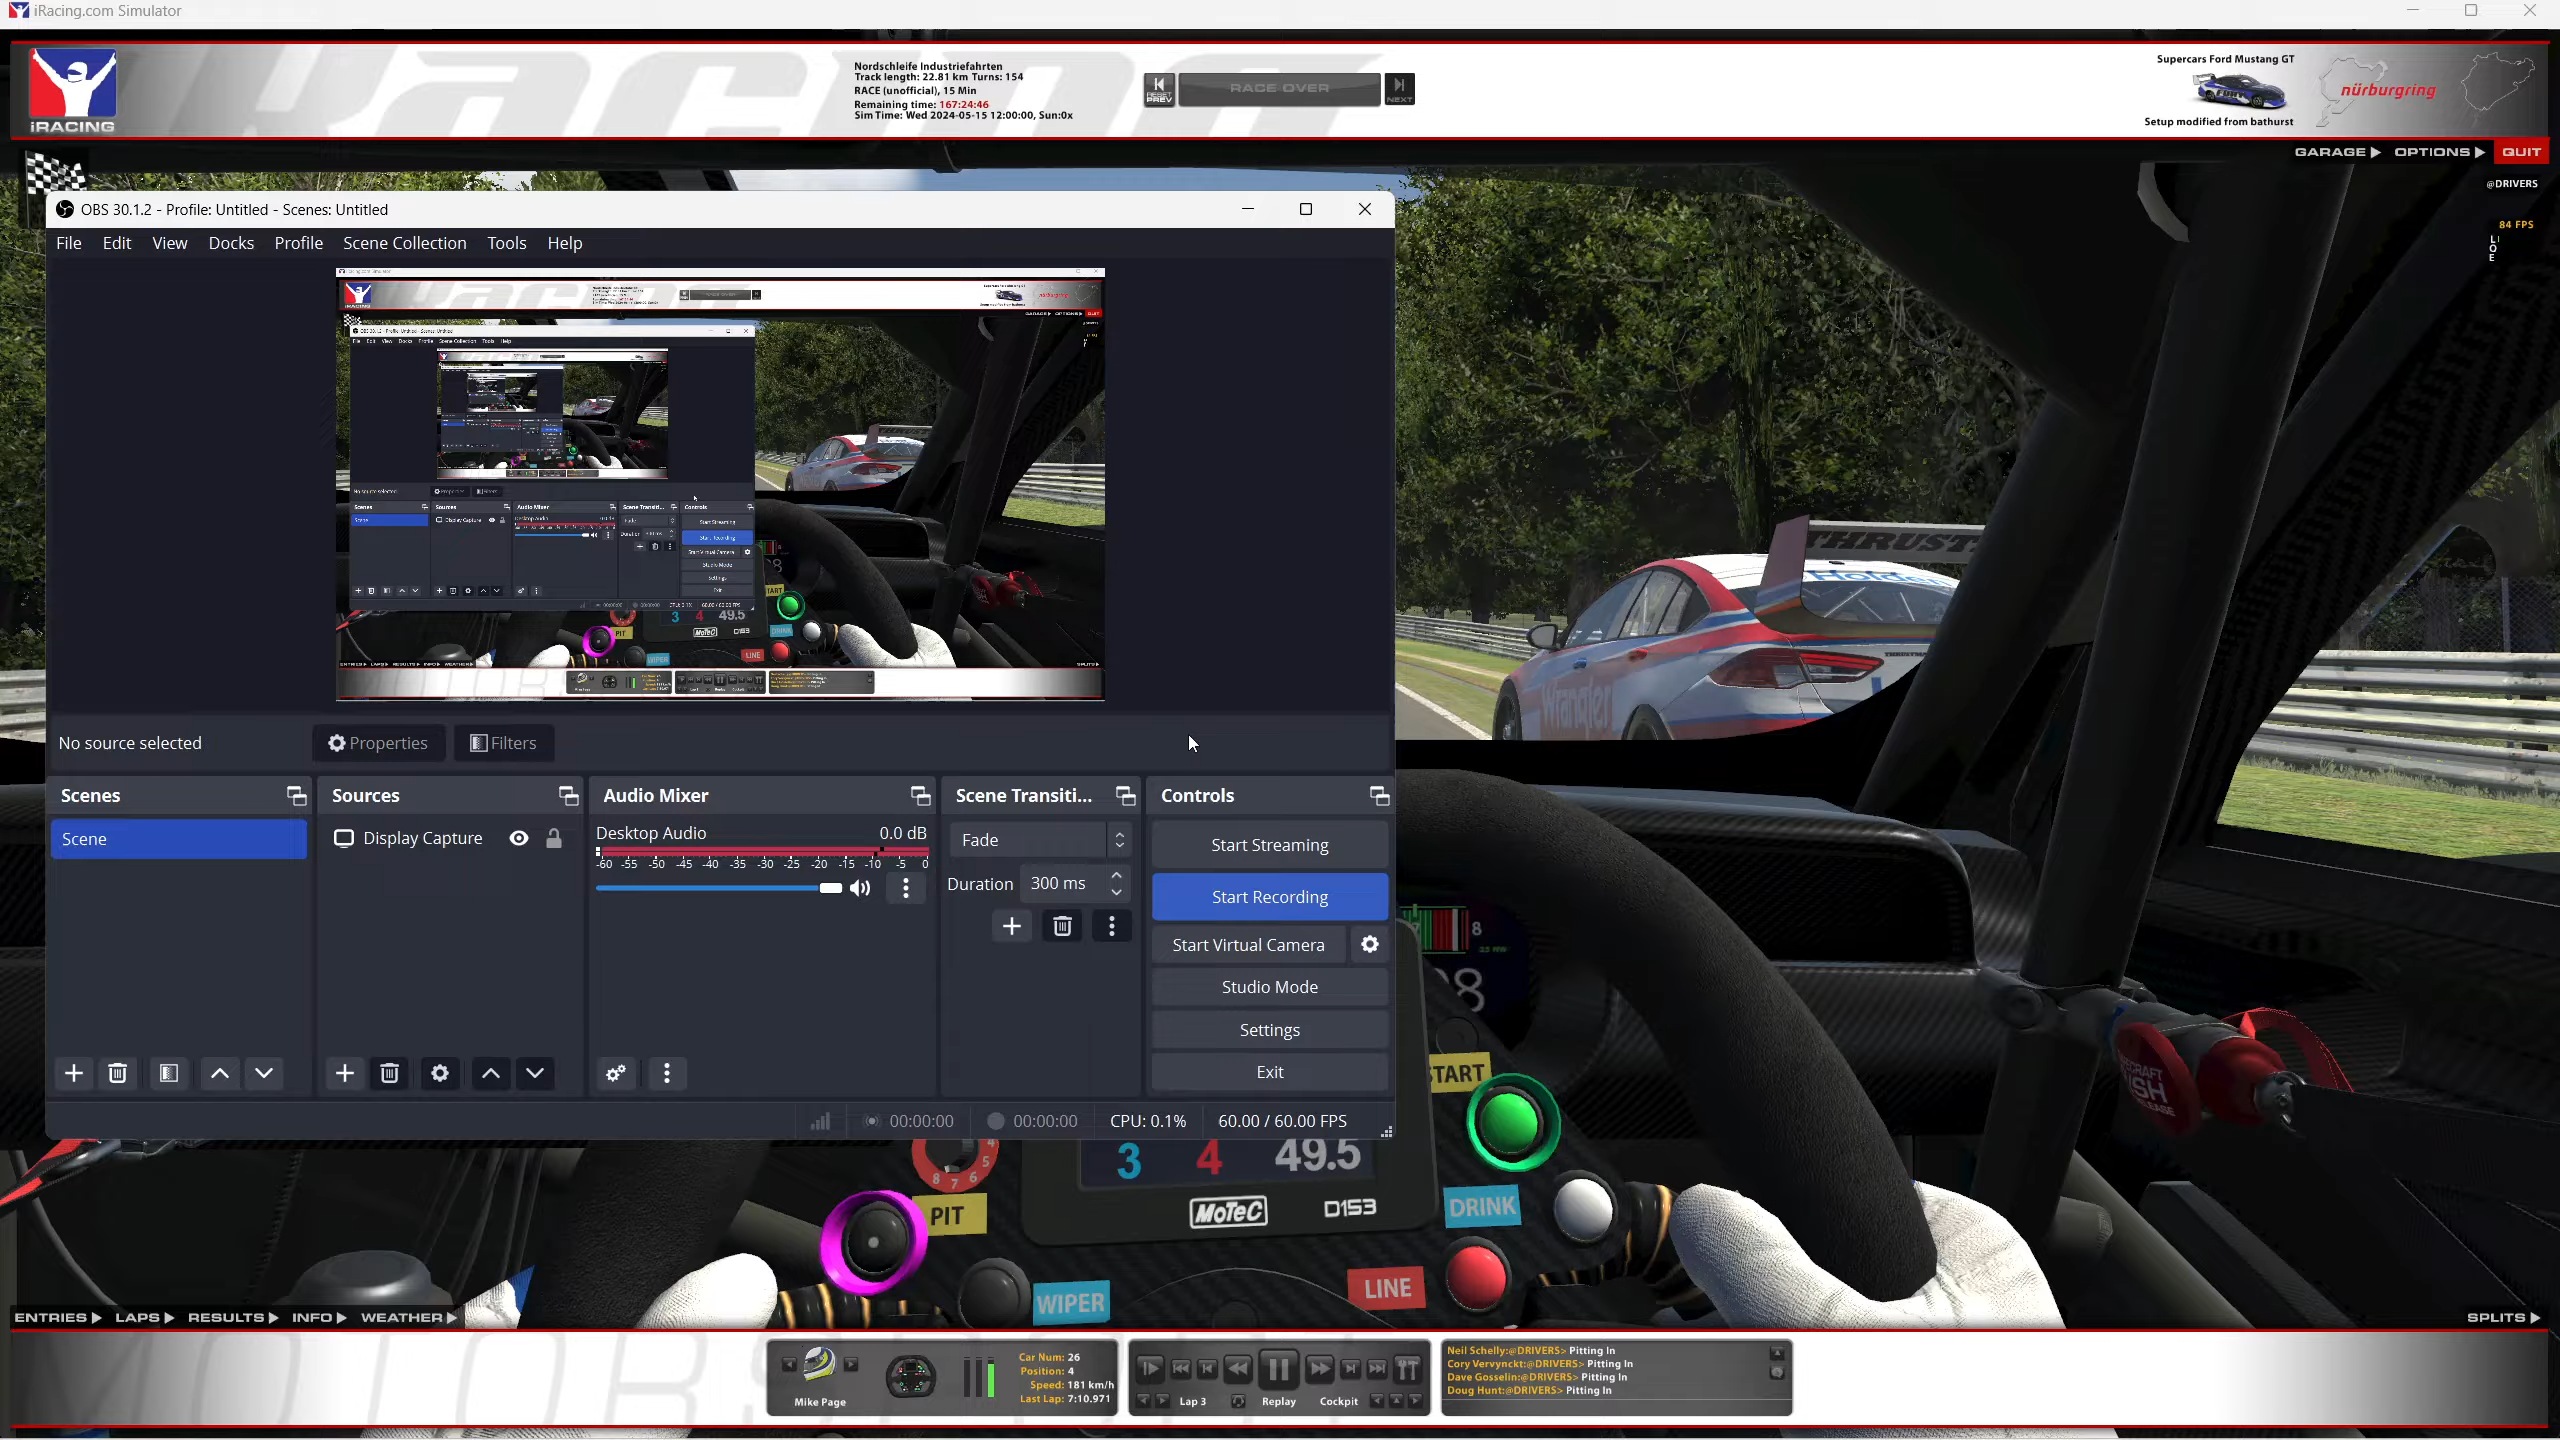 iRacing.com Simulator
iRACING
Nordschleife Industriefahrten
Track length: 22.81 km Turns: 154
RACE (unofficial), 15 Min
Remaining time: 167:24:46
Sim Time: Wed 2024-05-15 12:00:00, Sun:0x
RESET
PREV
RACE OVER
NEXT
Supercars Ford Mustang GT
nürburgring
Setup modified from bathurst
GARAGE OPTIONS QUIT
@DRIVERS
84 FPS
L
Q
E
OBS 30.1.2 - Profile: Untitled - Scenes: Untitled
File Edit View Docks Profile Scene Collection Tools Help
No source selected Properties Filters
Scenes Sources Audio Mixer Scene Transiti... Controls
Scene
Display Capture
Desktop Audio 0.0 dB
-60 -55 -50 -45 -40 -35 -30 -25 -20 -15 -10 -5 0
Fade
Duration 300 ms
Start Streaming
Start Recording
Start Virtual Camera
Studio Mode
Settings
Exit
00:00:00 00:00:00 CPU: 0.1% 60.00 / 60.00 FPS
THRUST
Holden
Wrangler
8
START
3 4 49.5
MoTeC D153
PIT
DRINK
WIPER
LINE
ENTRIES LAPS RESULTS INFO WEATHER
SPLITS
Mike Page
Car Num: 26
Position: 4
Speed: 181 km/h
Last Lap: 7:10.971
Lap 3 Replay Cockpit
Neil Schelly:@DRIVERS> Pitting In
Cory Vervynckt:@DRIVERS> Pitting In
Dave Gosselin:@DRIVERS> Pitting In
Doug Hunt:@DRIVERS> Pitting In